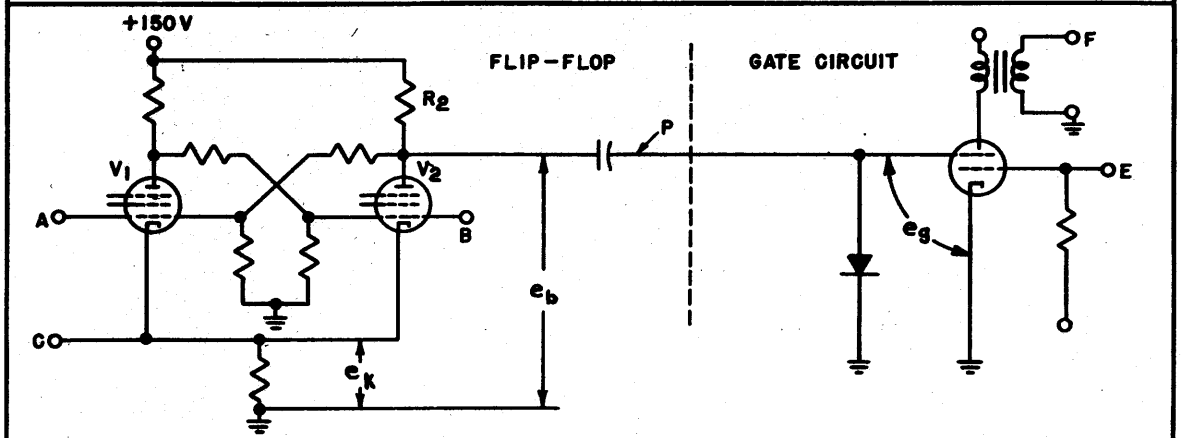 +150V
FLIP-FLOP
GATE CIRCUIT
F
R2
P
V1
V2
A
B
E
eg
eb
C
eK